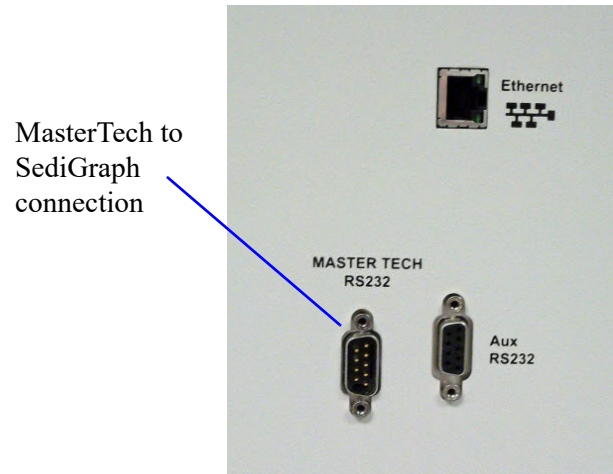 MasterTech to
SediGraph
connection
Ethernet
MASTER TECH
RS232
Aux
RS232